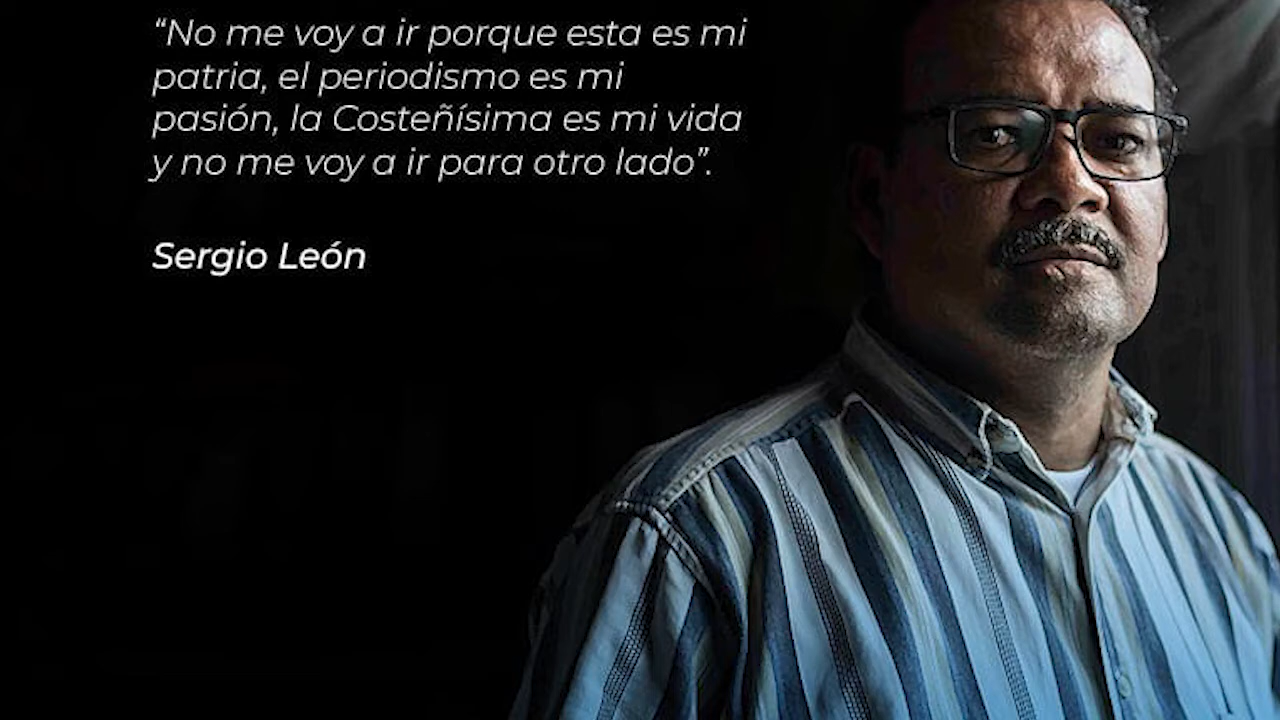 “No me voy a ir porque esta es mi
patria, el periodismo es mi
pasión, la Costeñísima es mi vida
y no me voy a ir para otro lado”.
Sergio León